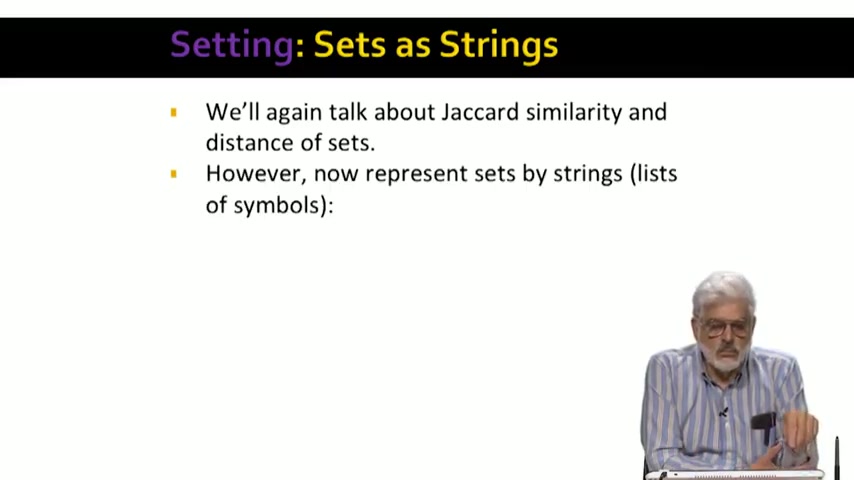 Setting: Sets as Strings
We'll again talk about Jaccard similarity and
distance of sets.
However, now represent sets by strings (lists
of symbols):